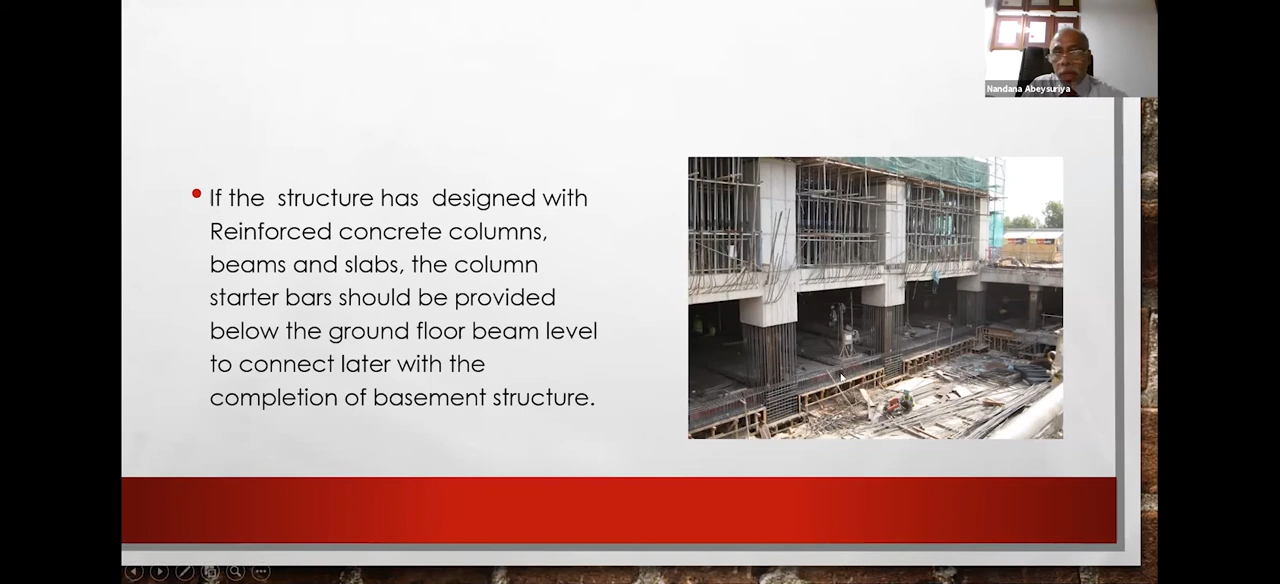 Nandana Abeysuriya
If the structure has designed with
Reinforced concrete columns,
beams and slabs, the column
starter bars should be provided
below the ground floor beam level
to connect later with the
completion of basement structure.